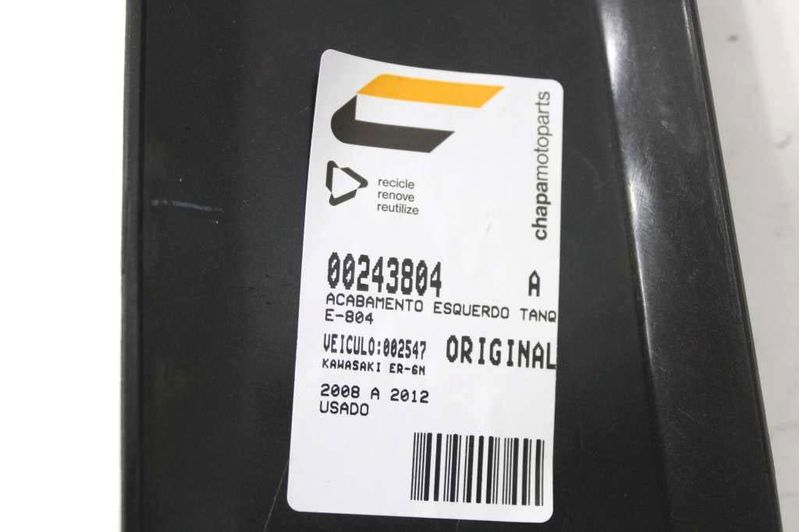 recicle
renove
reutilize
chapamotoparts
00243804 A
ACABAMENTO ESQUERDO TANQ
E-804
VEICULO:002547 ORIGINAL
KAWASAKI ER-6N
2008 A 2012
USADO